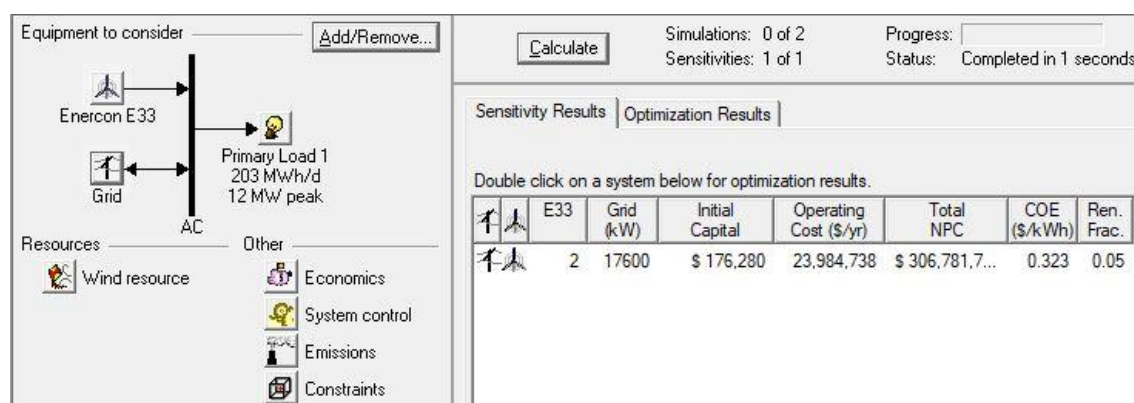 Equipment to consider
Add/Remove...
Enercon E33
Grid
AC
Primary Load 1
203 MWh/d
12 MW peak
Resources
Other
Wind resource
Economics
System control
Emissions
Constraints
Calculate
Simulations: 0 of 2
Progress:
Sensitivities: 1 of 1
Status: Completed in 1 seconds
Sensitivity Results
Optimization Results
Double click on a system below for optimization results.
E33 Grid (kW) Initial Capital Operating Cost ($/yr) Total NPC COE ($/kWh) Ren. Frac.
2 17600 $ 176,280 23,984,738 $ 306,781,7... 0.323 0.05